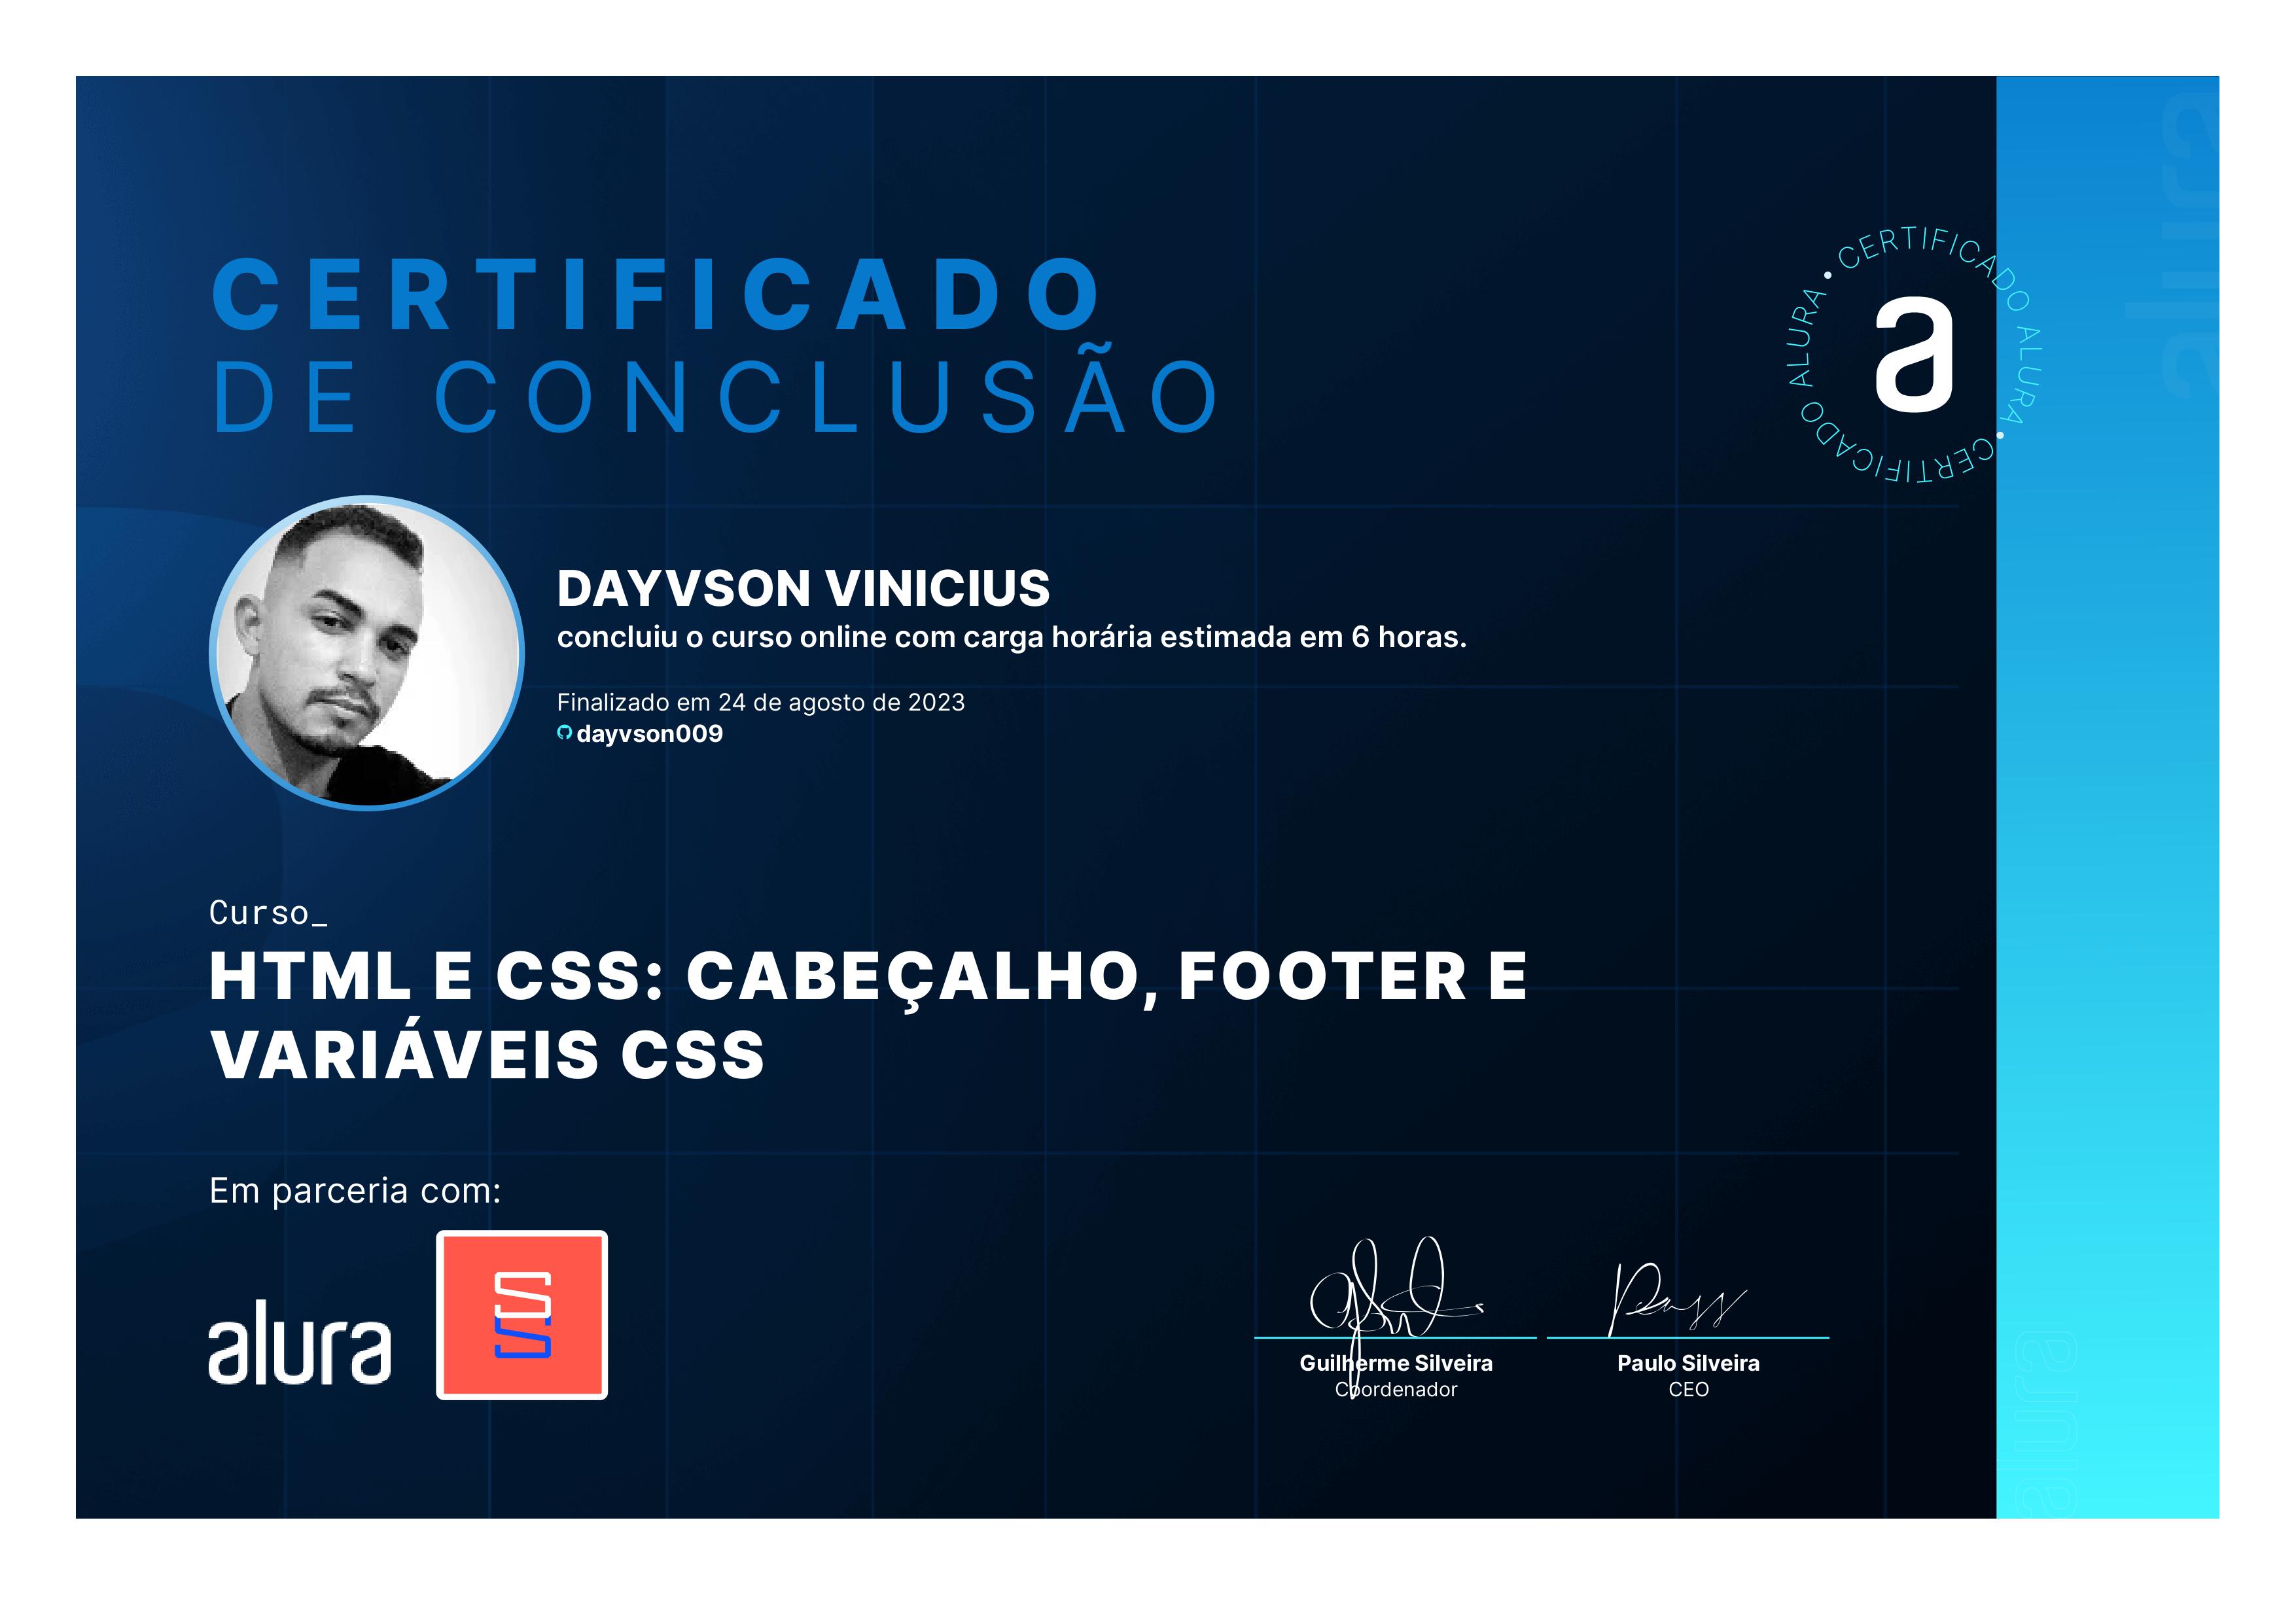 CERTIFICADO
DE CONCLUSÃO
CERTIFICADO ALURA • CERTIFICADO ALURA •
a
alura
DAYVSON VINICIUS
concluiu o curso online com carga horária estimada em 6 horas.
Finalizado em 24 de agosto de 2023
dayvson009
Curso_
HTML E CSS: CABEÇALHO, FOOTER E
VARIÁVEIS CSS
Em parceria com:
alura
Guilherme Silveira
Coordenador
Paulo Silveira
CEO
alura